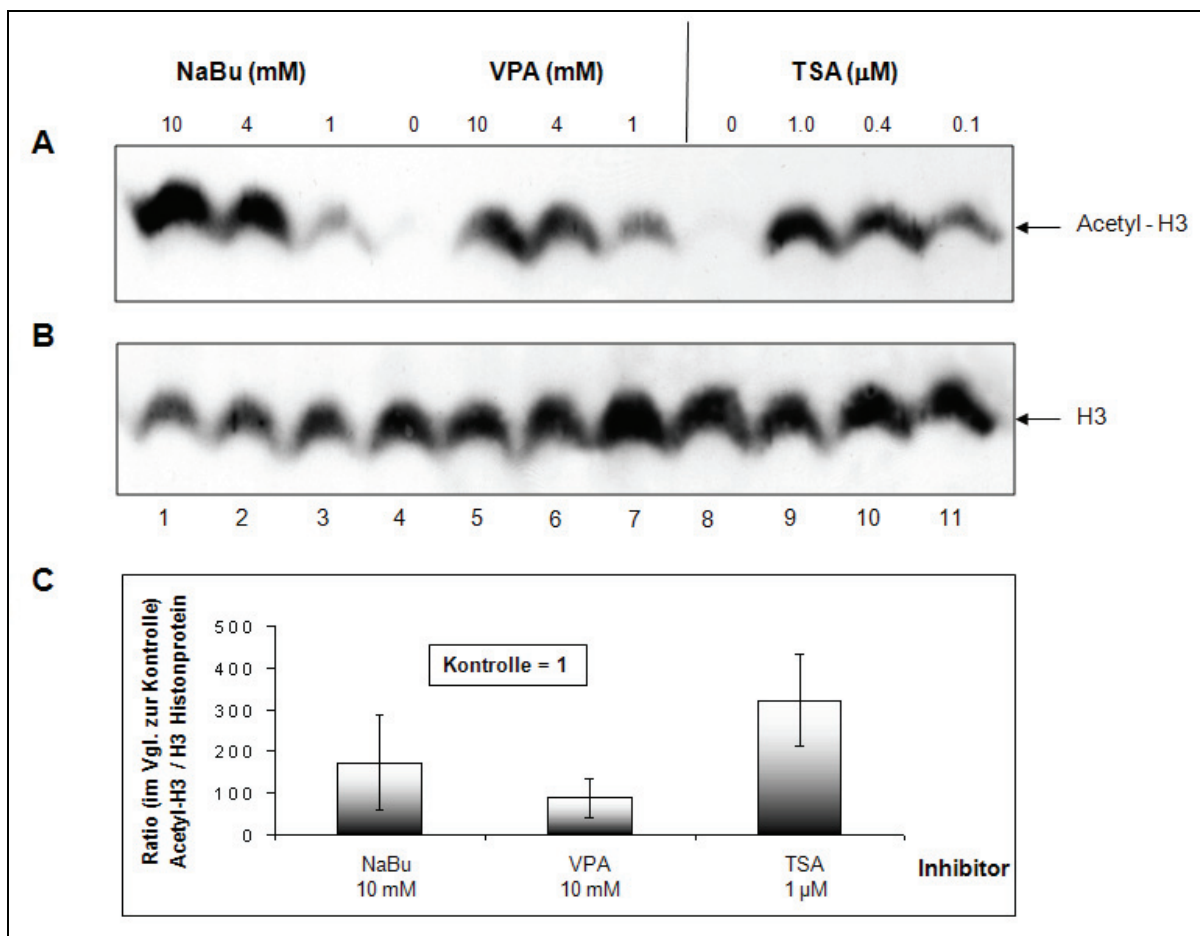 NaBu (mM) VPA (mM) TSA (µM)
10 4 1 0 10 4 1 0 1.0 0.4 0.1
A
Acetyl - H3
B
H3
1 2 3 4 5 6 7 8 9 10 11
C
Ratio (im Vgl. zur Kontrolle)
Acetyl-H3 / H3 Histonprotein
500
400
300
200
100
0
Kontrolle = 1
NaBu VPA TSA
10 mM 10 mM 1 µM
Inhibitor